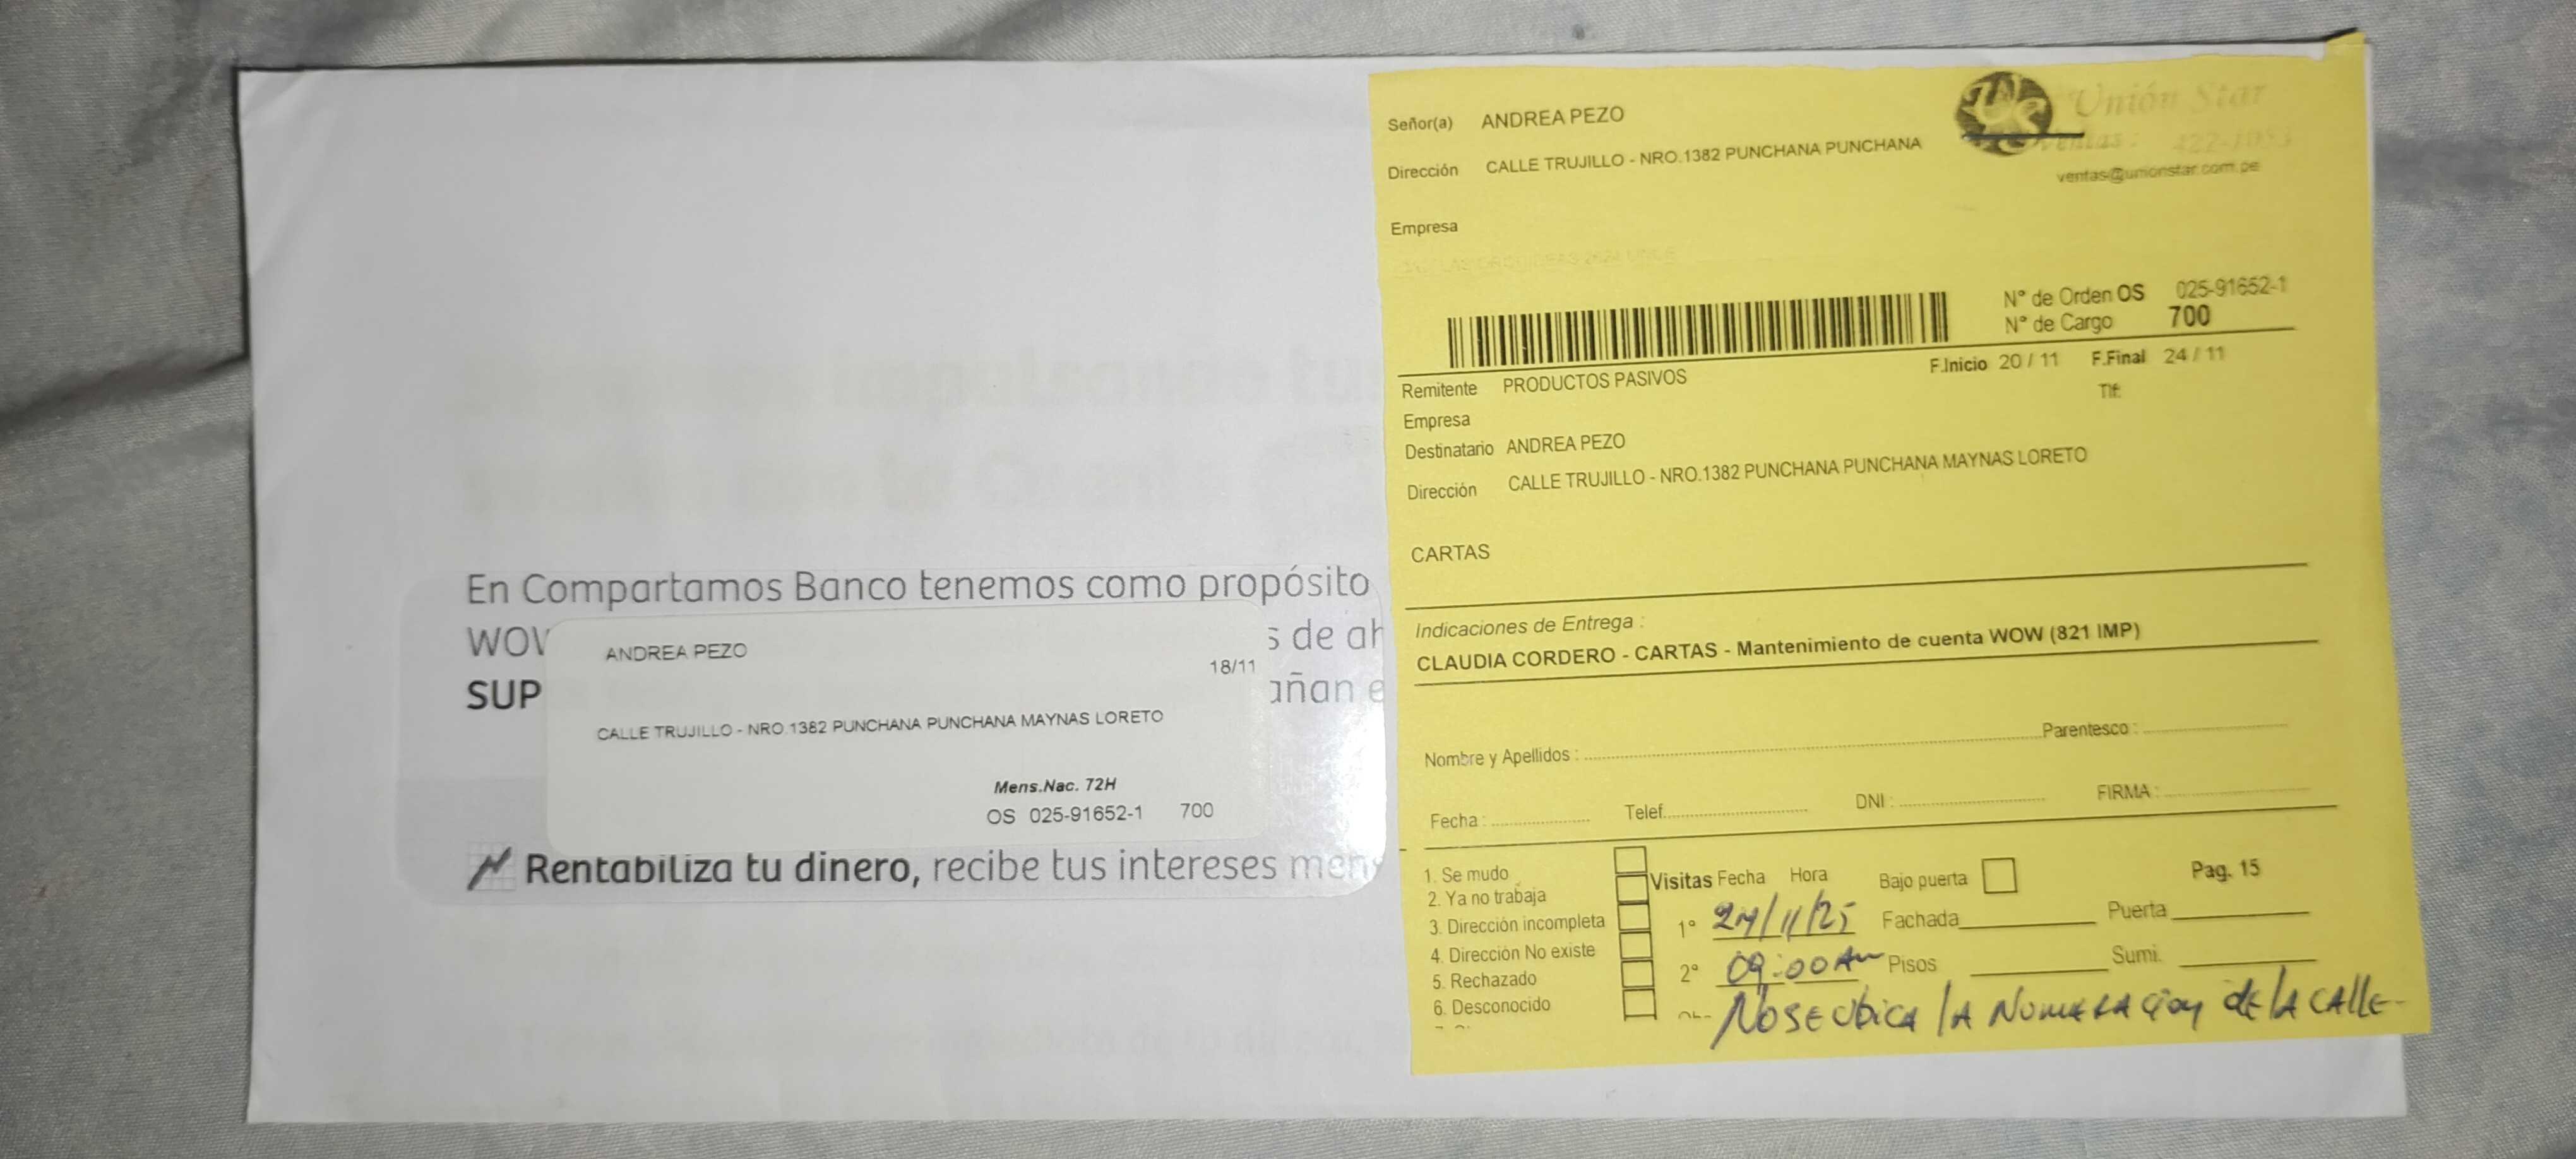 En Compartamos Banco tenemos como propósito
WOW
s de ah
SUP
añan e
ANDREA PEZO
18/11
CALLE TRUJILLO - NRO.1382 PUNCHANA PUNCHANA MAYNAS LORETO
Mens.Nac. 72H
OS 025-91652-1 700
Rentabiliza tu dinero, recibe tus intereses mens
Señor(a) ANDREA PEZO
Dirección CALLE TRUJILLO - NRO.1382 PUNCHANA PUNCHANA
Unión Star
Ventas: 422-1053
ventas@unionstar.com.pe
Empresa
N° de Orden OS 025-91652-1
N° de Cargo 700
F.Inicio 20 / 11 F.Final 24 / 11
Remitente PRODUCTOS PASIVOS
Tlf:
Empresa
Destinatario ANDREA PEZO
Dirección CALLE TRUJILLO - NRO.1382 PUNCHANA PUNCHANA MAYNAS LORETO
CARTAS
Indicaciones de Entrega :
CLAUDIA CORDERO - CARTAS - Mantenimiento de cuenta WOW (821 IMP)
Nombre y Apellidos : Parentesco :
Fecha : Telef. DNI : FIRMA :
1. Se mudo
2. Ya no trabaja
3. Dirección incompleta
4. Dirección No existe
5. Rechazado
6. Desconocido
Visitas Fecha Hora Bajo puerta Pag. 15
1° 24/11/25 Fachada Puerta
2° 09:00 AM Pisos Sumi.
No se ubica la numeracion de la calle